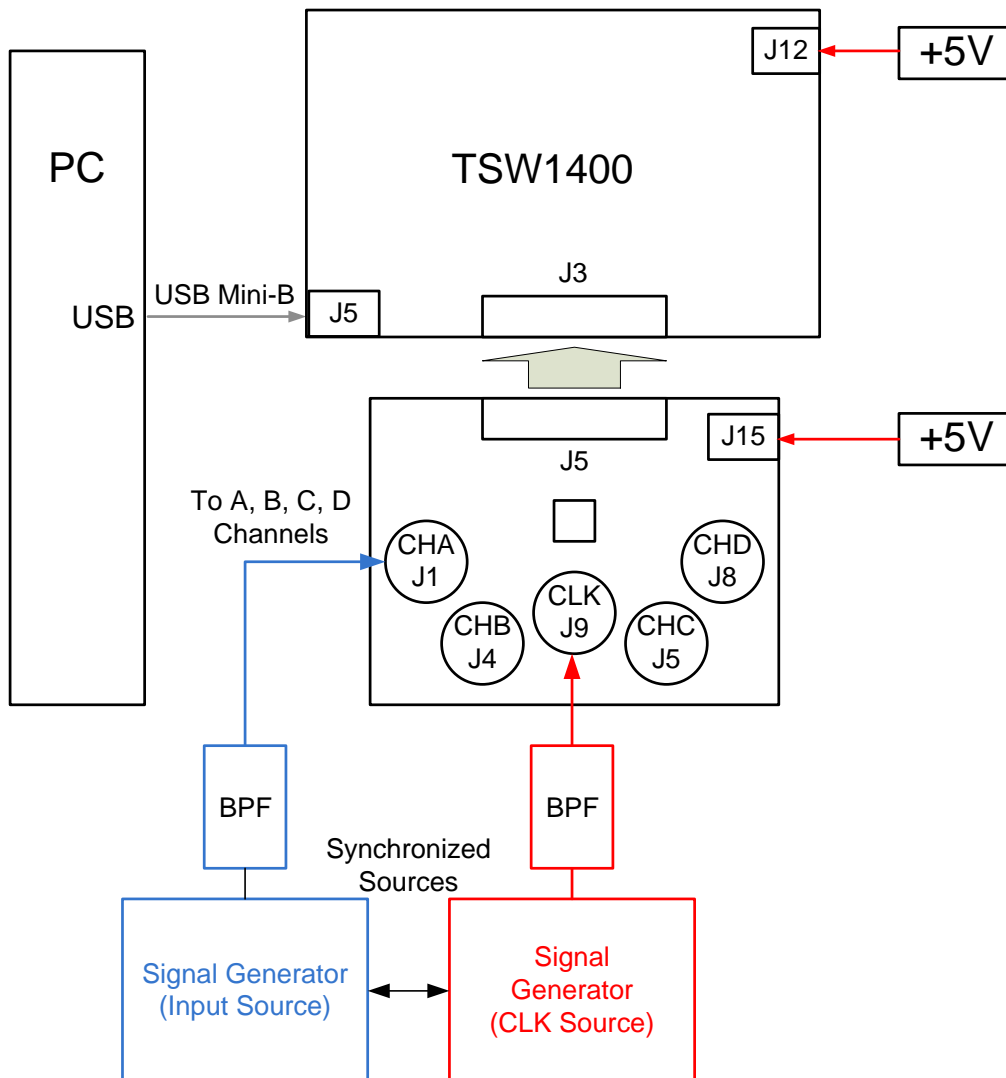 J12
+5V
PC
TSW1400
J3
USB Mini-B
USB
J5
J15
+5V
J5
To A, B, C, D
Channels
CHA
J1
CHD
J8
CLK
J9
CHB
J4
CHC
J5
BPF
BPF
Synchronized
Sources
Signal Generator
(Input Source)
Signal
Generator
(CLK Source)